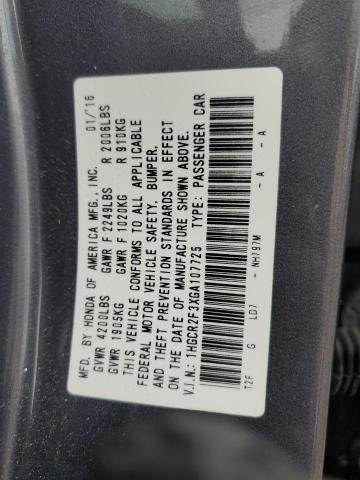 MFD. BY HONDA OF AMERICA MFG., INC. 01/'16
GVWR 4200LBS GAWR F 2249LBS R 2006LBS
GVWR 1905KG GAWR F 1020KG R 910KG
THIS VEHICLE CONFORMS TO ALL APPLICABLE
FEDERAL MOTOR VEHICLE SAFETY, BUMPER,
AND THEFT PREVENTION STANDARDS IN EFFECT
ON THE DATE OF MANUFACTURE SHOWN ABOVE.
V.I.N.: 1HGCR2F3XGA107725 TYPE: PASSENGER CAR
T2F G LD7 - NH797M - A - A